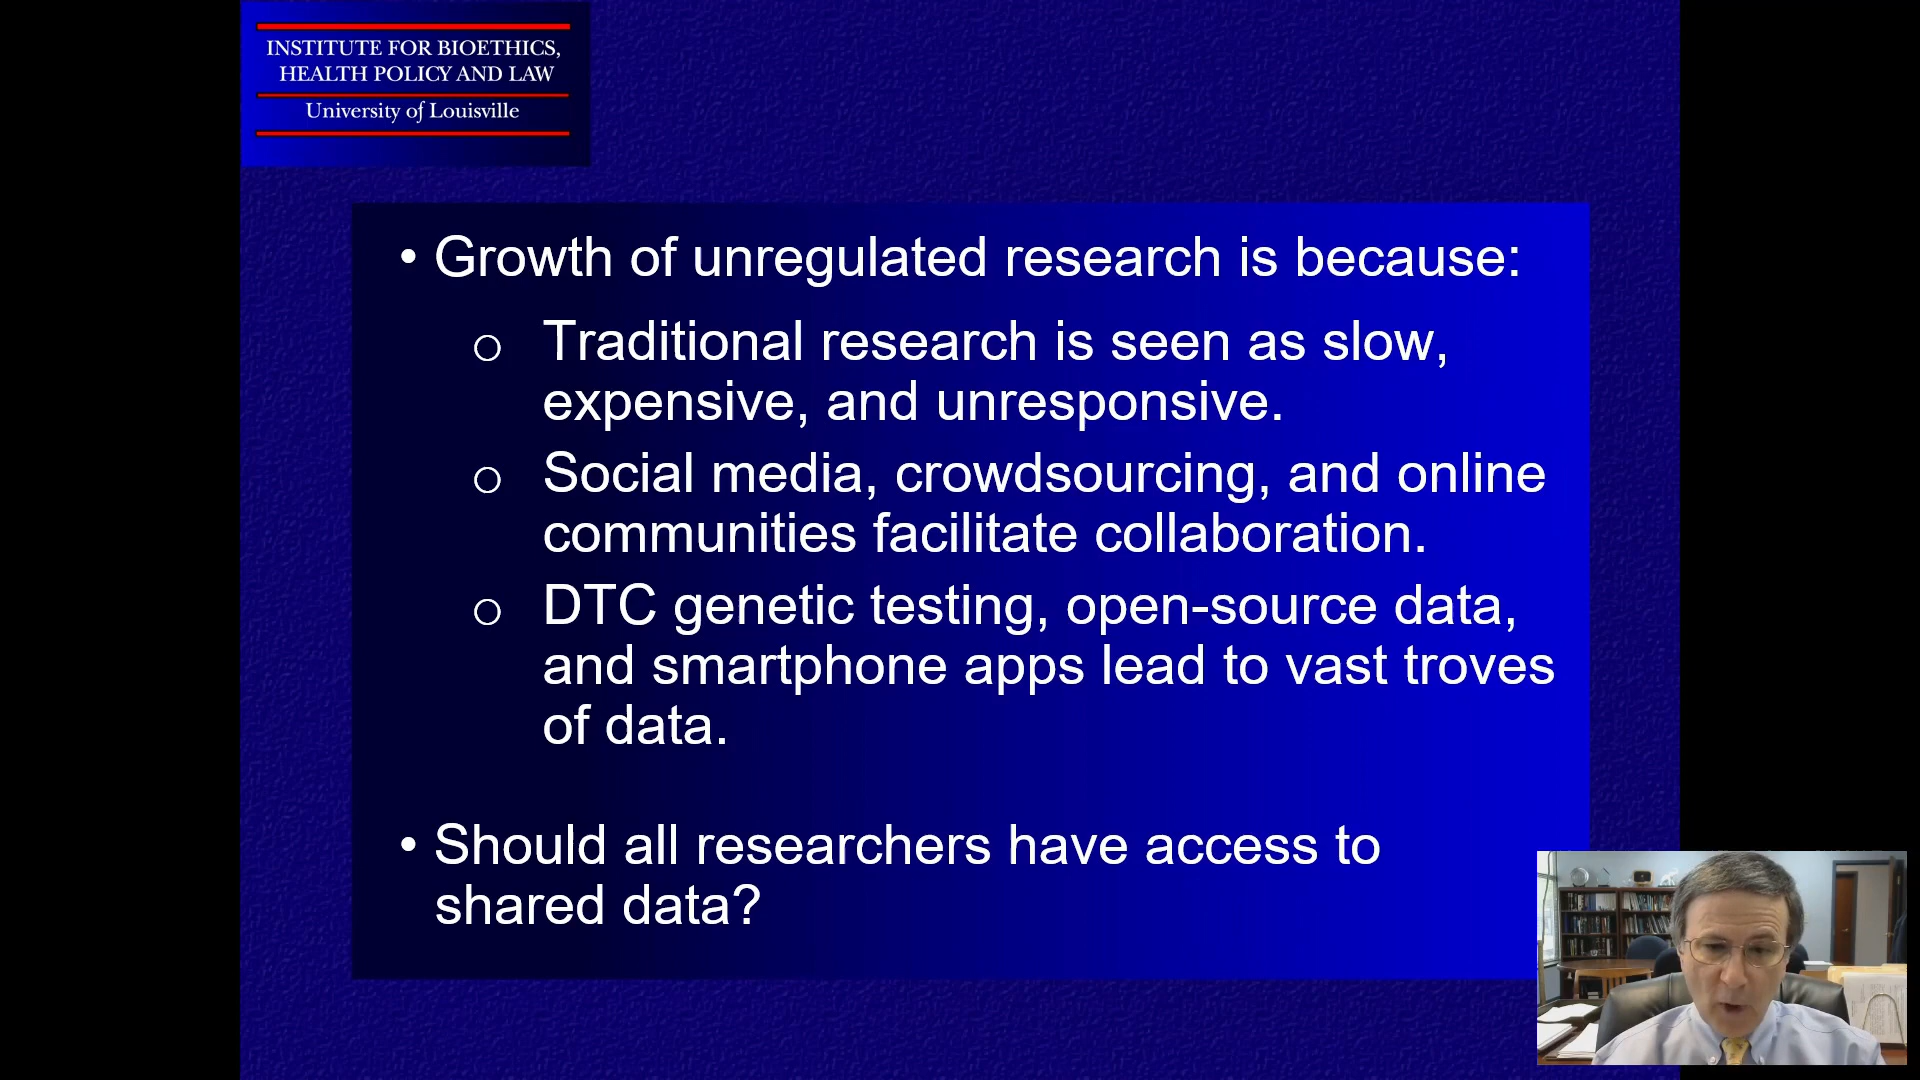 INSTITUTE FOR BIOETHICS,
HEALTH POLICY AND LAW
University of Louisville
• Growth of unregulated research is because:
o Traditional research is seen as slow,
expensive, and unresponsive.
o Social media, crowdsourcing, and online
communities facilitate collaboration.
o DTC genetic testing, open-source data,
and smartphone apps lead to vast troves
of data.
• Should all researchers have access to
shared data?